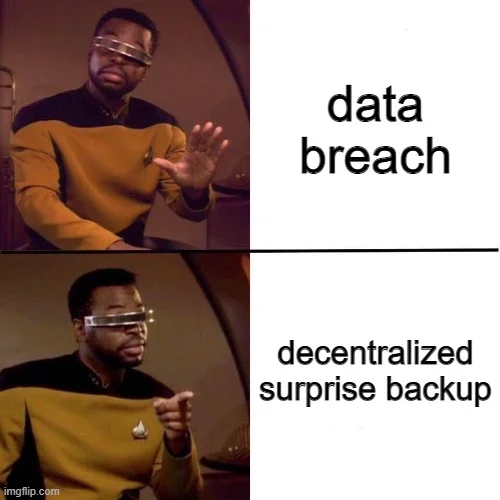 data
breach
decentralized
surprise backup
imgflip.com